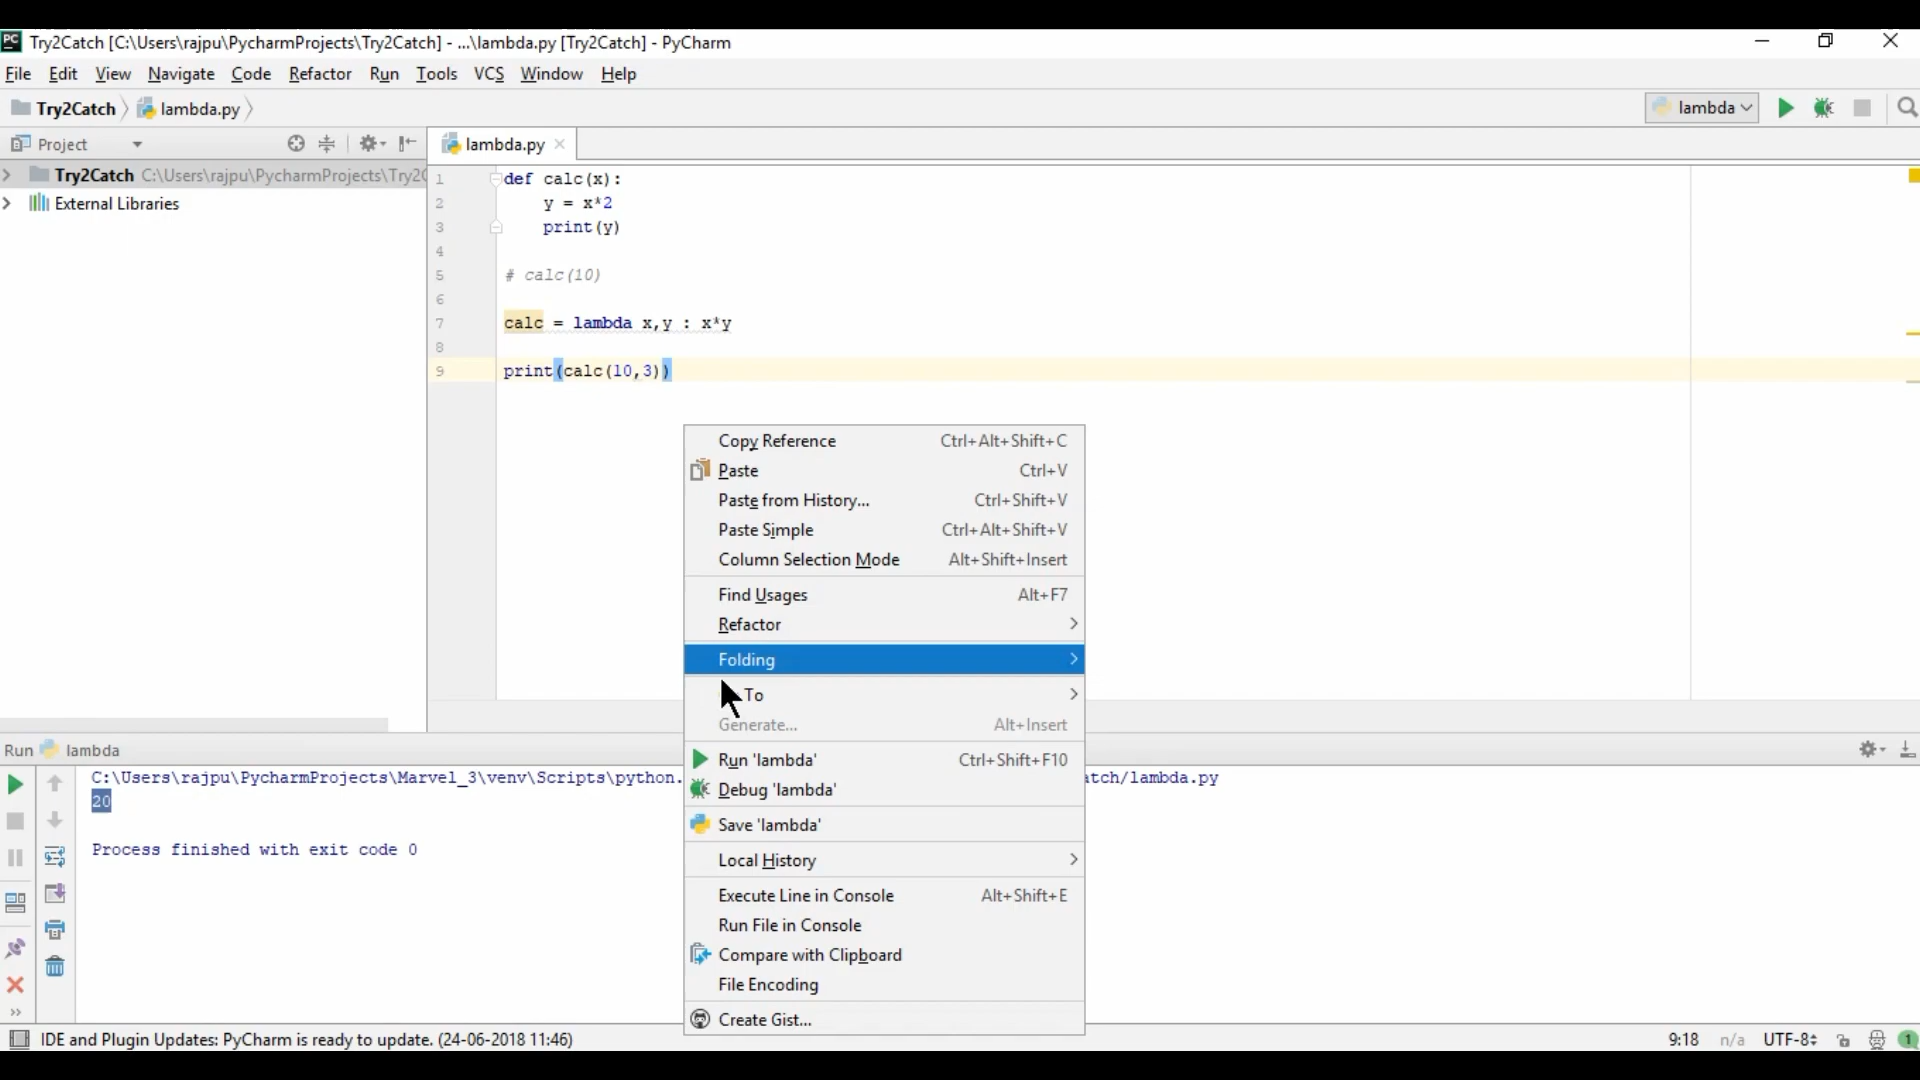 Try2Catch [C:\Users\rajpu\PycharmProjects\Try2Catch] - ...\lambda.py [Try2Catch] - PyCharm
File Edit View Navigate Code Refactor Run Tools VCS Window Help
Try2Catch lambda.py lambda
Project lambda.py
Try2Catch C:\Users\rajpu\PycharmProjects\Try2C
External Libraries
1 def calc(x):
2 y = x*2
3 print(y)
4
5 # calc(10)
6
7 calc = lambda x,y : x*y
8
9 print(calc(10,3))
Copy Reference Ctrl+Alt+Shift+C
Paste Ctrl+V
Paste from History... Ctrl+Shift+V
Paste Simple Ctrl+Alt+Shift+V
Column Selection Mode Alt+Shift+Insert
Find Usages Alt+F7
Refactor
Folding
To
Generate... Alt+Insert
Run 'lambda' Ctrl+Shift+F10
Debug 'lambda'
Save 'lambda'
Local History
Execute Line in Console Alt+Shift+E
Run File in Console
Compare with Clipboard
File Encoding
Create Gist...
Run lambda
C:\Users\rajpu\PycharmProjects\Marvel_3\venv\Scripts\python. atch/lambda.py
20
Process finished with exit code 0
IDE and Plugin Updates: PyCharm is ready to update. (24-06-2018 11:46) 9:18 n/a UTF-8 1